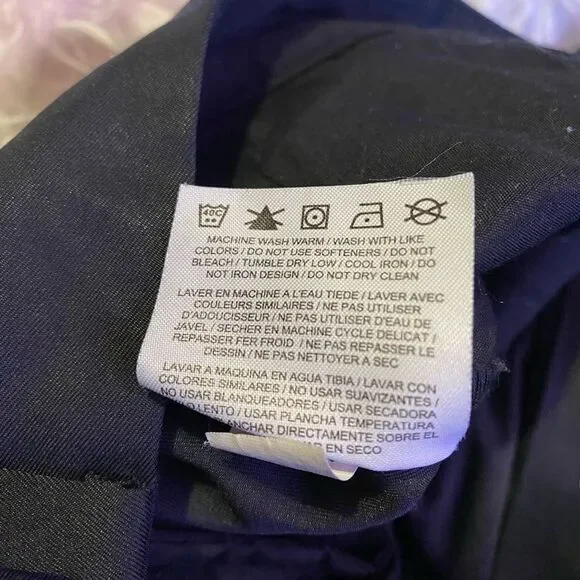 40C
MACHINE WASH WARM / WASH WITH LIKE
COLORS / DO NOT USE SOFTENERS / DO NOT
BLEACH / TUMBLE DRY LOW / COOL IRON / DO
NOT IRON DESIGN / DO NOT DRY CLEAN
LAVER EN MACHINE A L'EAU TIEDE / LAVER AVEC
COULEURS SIMILAIRES / NE PAS UTILISER
D'ADOUCISSEUR / NE PAS UTILISER D'EAU DE
JAVEL / SECHER EN MACHINE CYCLE DELICAT /
REPASSER FER FROID / NE PAS REPASSER LE
DESSIN / NE PAS NETTOYER A SEC
LAVAR A MAQUINA EN AGUA TIBIA / LAVAR CON
COLORES SIMILARES / NO USAR SUAVIZANTES /
NO USAR BLANQUEADORES / USAR SECADORA
LENTO / USAR PLANCHA TEMPERATURA
DIRECTAMENTE SOBRE EL
EN SECO